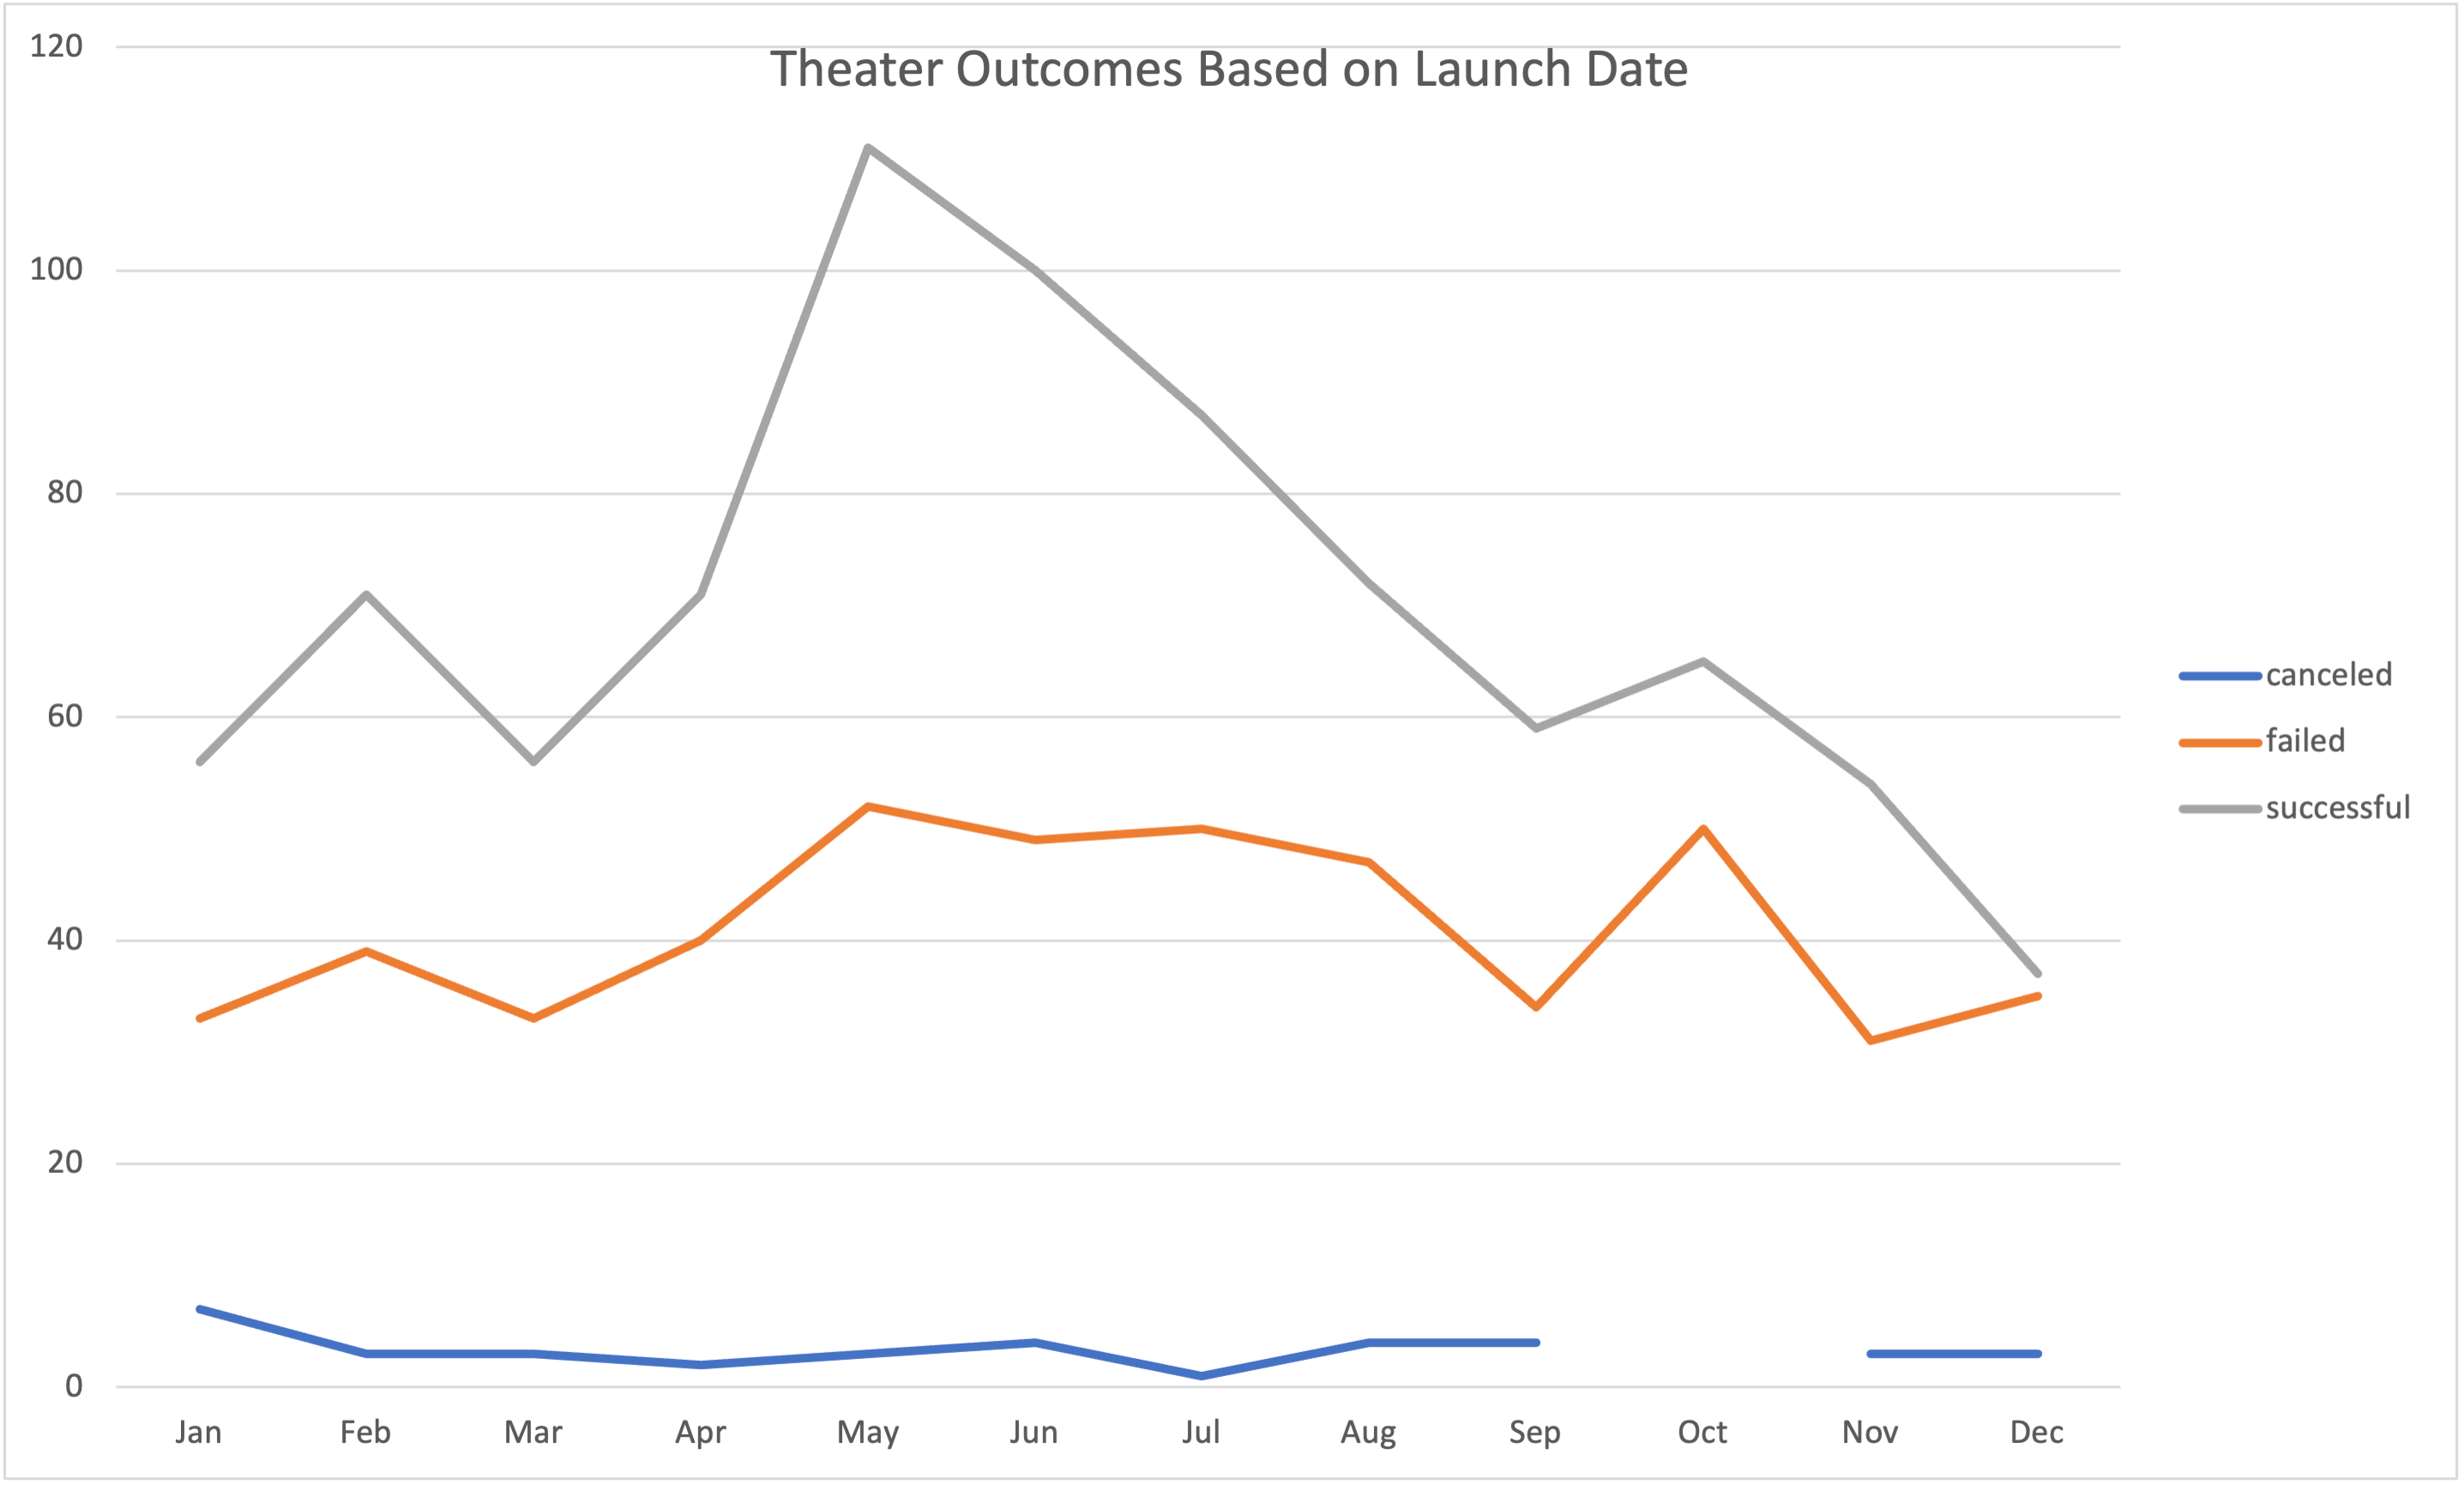 Theater Outcomes Based on Launch Date
120
100
80
60
40
20
0
Jan Feb Mar Apr May Jun Jul Aug Sep Oct Nov Dec
canceled
failed
successful